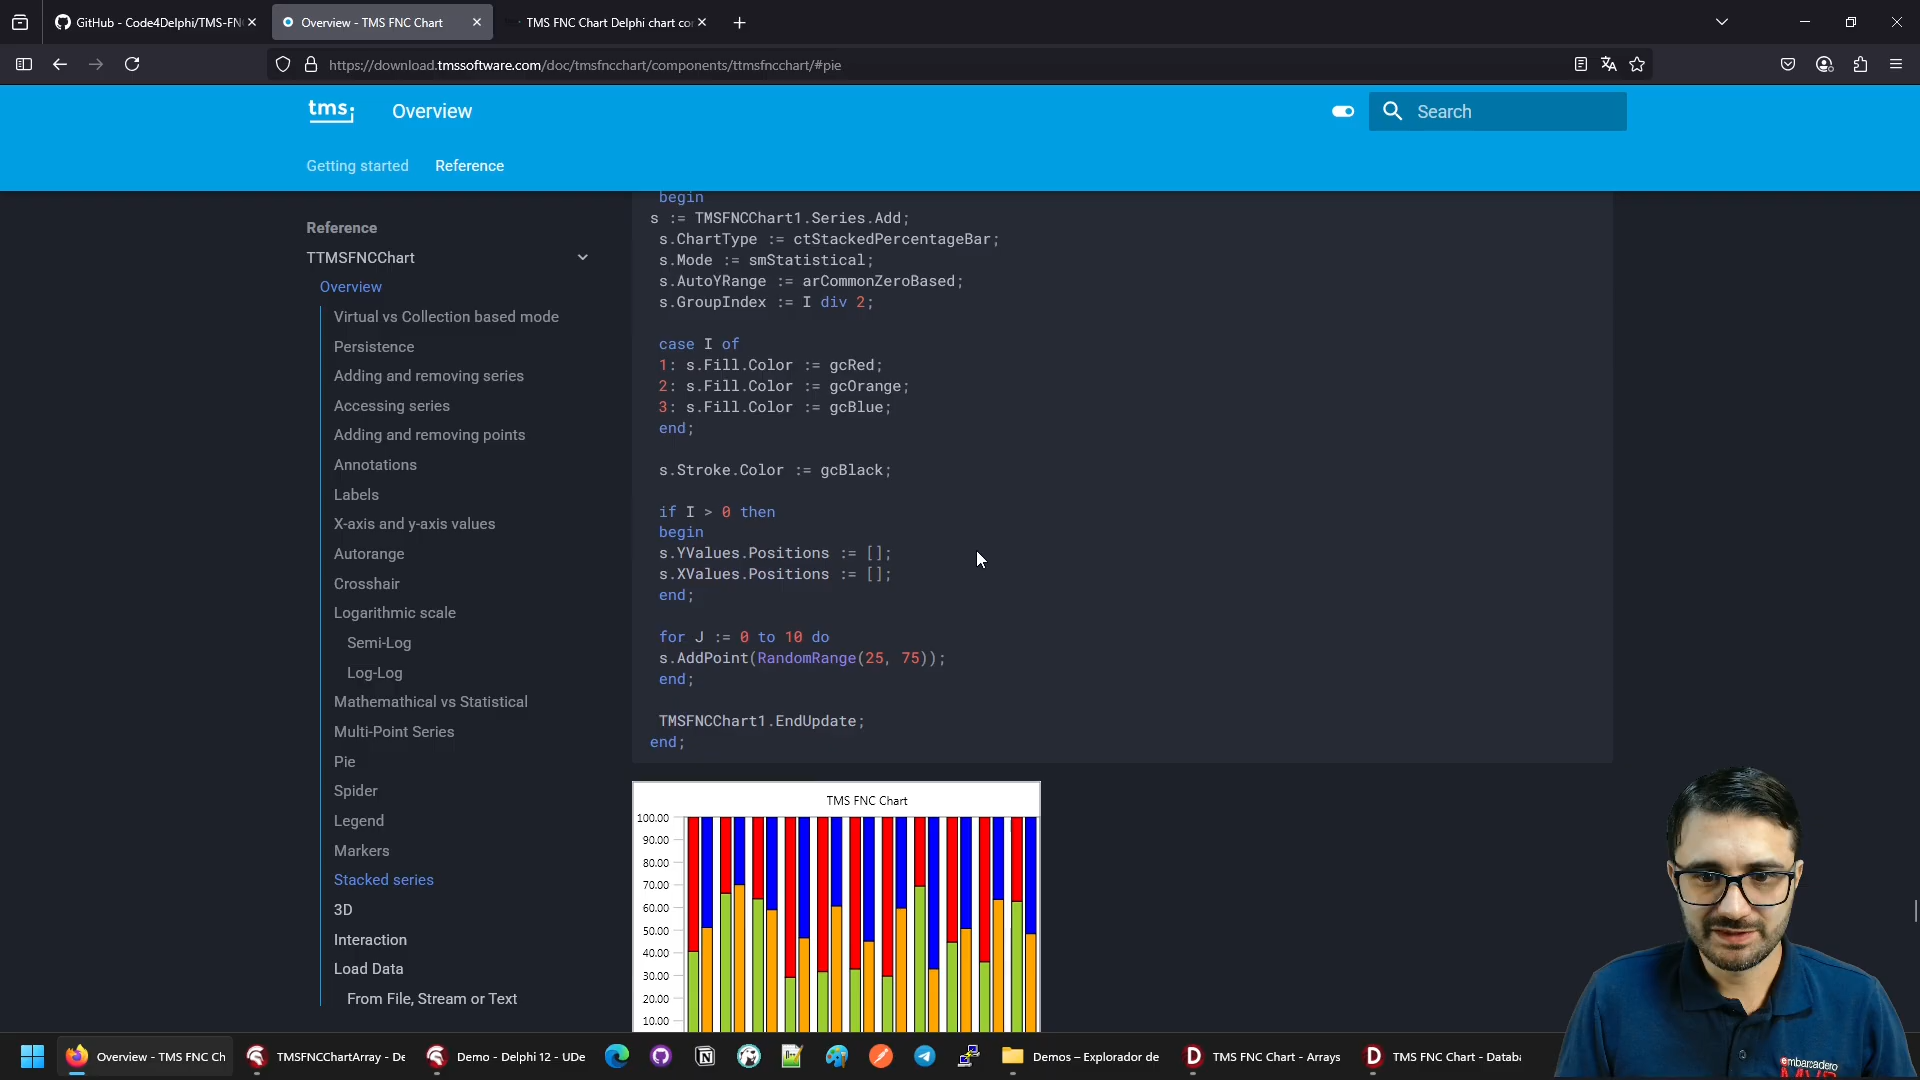 GitHub - Code4Delphi/TMS-FN
Overview - TMS FNC Chart
TMS FNC Chart Delphi chart co
https://download.tmssoftware.com/doc/tmsfncchart/components/ttmsfncchart/#pie
tms
Overview
Search
Getting started
Reference
Reference
TTMSFNCChart
Overview
Virtual vs Collection based mode
Persistence
Adding and removing series
Accessing series
Adding and removing points
Annotations
Labels
X-axis and y-axis values
Autorange
Crosshair
Logarithmic scale
Semi-Log
Log-Log
Mathemathical vs Statistical
Multi-Point Series
Pie
Spider
Legend
Markers
Stacked series
3D
Interaction
Load Data
From File, Stream or Text
begin
s := TMSFNCChart1.Series.Add;
s.ChartType := ctStackedPercentageBar;
s.Mode := smStatistical;
s.AutoYRange := arCommonZeroBased;
s.GroupIndex := I div 2;
case I of
1: s.Fill.Color := gcRed;
2: s.Fill.Color := gcOrange;
3: s.Fill.Color := gcBlue;
end;
s.Stroke.Color := gcBlack;
if I > 0 then
begin
s.YValues.Positions := [];
s.XValues.Positions := [];
end;
for J := 0 to 10 do
s.AddPoint(RandomRange(25, 75));
end;
TMSFNCChart1.EndUpdate;
end;
TMS FNC Chart
100.00
90.00
80.00
70.00
60.00
50.00
40.00
30.00
20.00
10.00
embarcadero
MVP
Overview - TMS FNC Ch
TMSFNCChartArray - De
Demo - Delphi 12 - UDe
Demos – Explorador de
TMS FNC Chart - Arrays
TMS FNC Chart - Databa